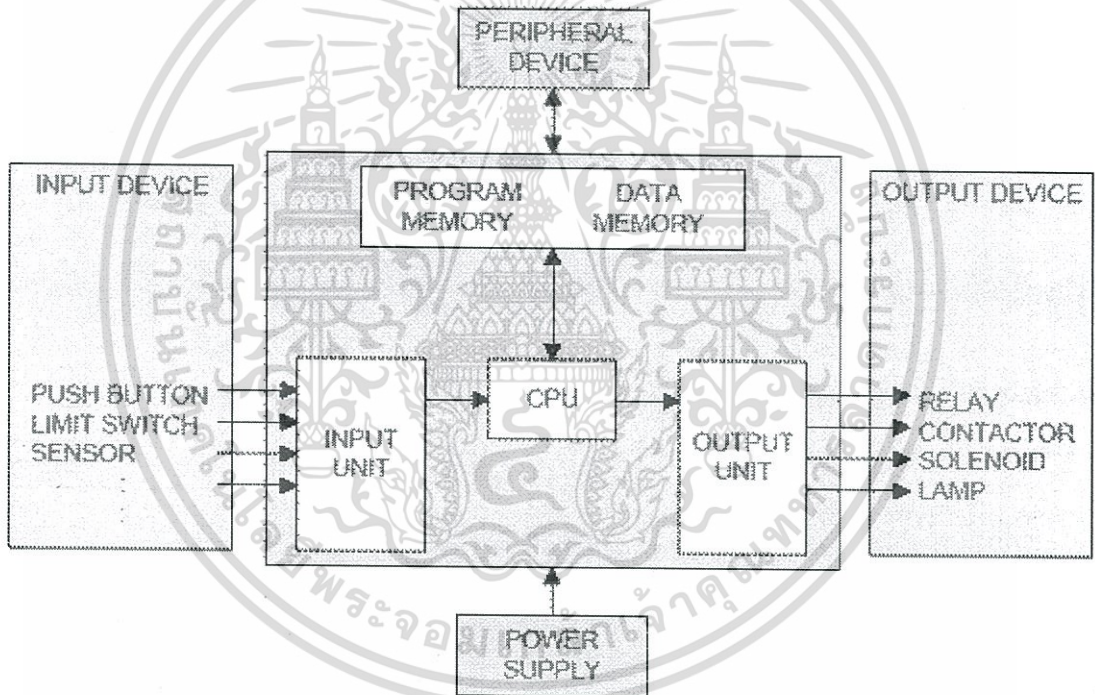 PERIPHERAL
DEVICE
INPUT DEVICE
PROGRAM
MEMORY
DATA
MEMORY
OUTPUT DEVICE
PUSH BUTTON
LIMIT SWITCH
SENSOR
INPUT
UNIT
CPU
OUTPUT
UNIT
RELAY
CONTACTOR
SOLENOID
LAMP
POWER
SUPPLY